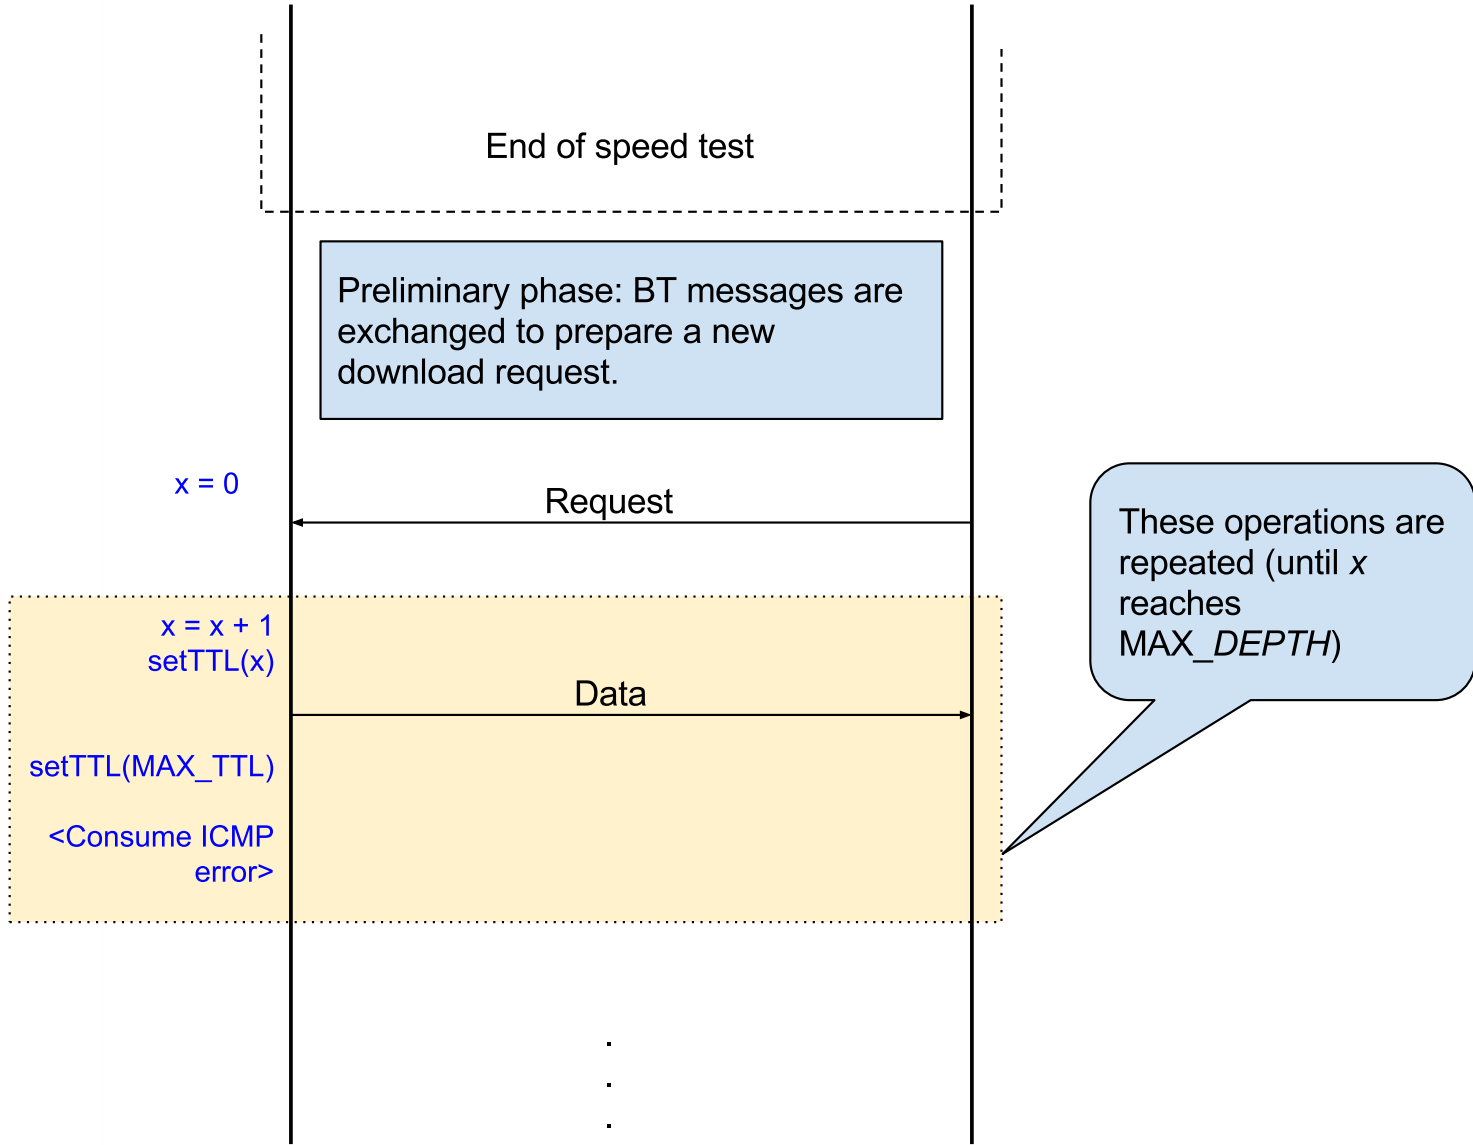 End of speed test
Preliminary phase: BT messages are
exchanged to prepare a new
download request.
x = 0
Request
These operations are
repeated (until x
reaches
MAX_DEPTH)
x = x + 1
setTTL(x)
Data
setTTL(MAX_TTL)
<Consume ICMP
error>
.
.
.